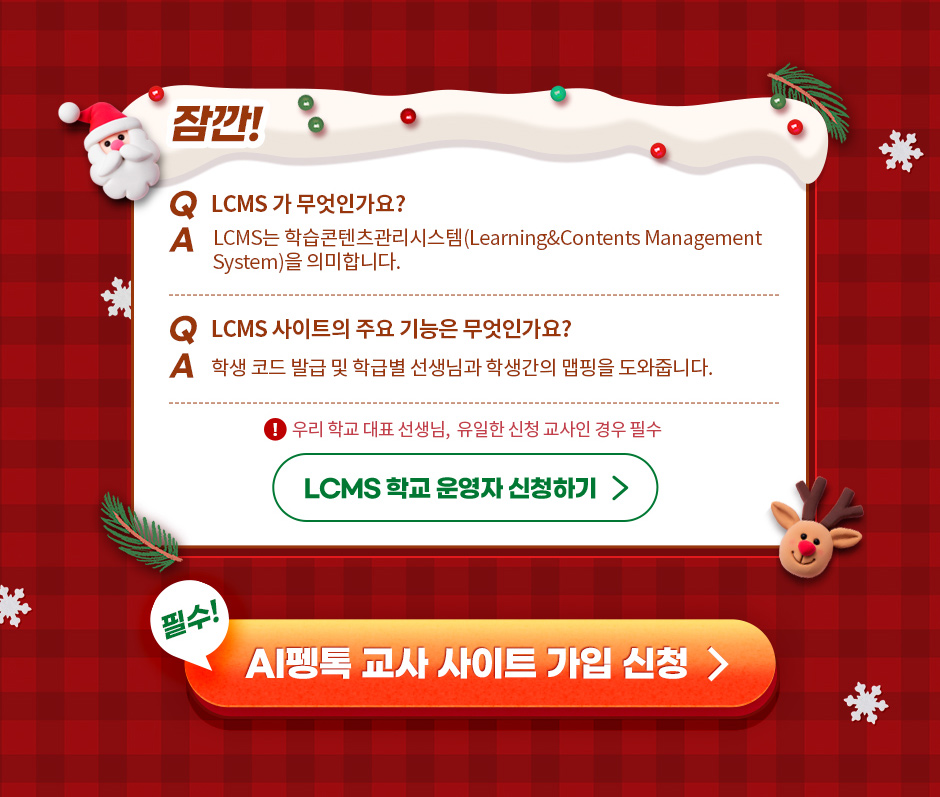 잠깐!
Q LCMS 가 무엇인가요?
A LCMS는 학습콘텐츠관리시스템(Learning&Contents Management
System)을 의미합니다.
Q LCMS 사이트의 주요 기능은 무엇인가요?
A 학생 코드 발급 및 학급별 선생님과 학생간의 맵핑을 도와줍니다.
! 우리 학교 대표 선생님, 유일한 신청 교사인 경우 필수
LCMS 학교 운영자 신청하기 >
필수!
AI펭톡 교사 사이트 가입 신청 >